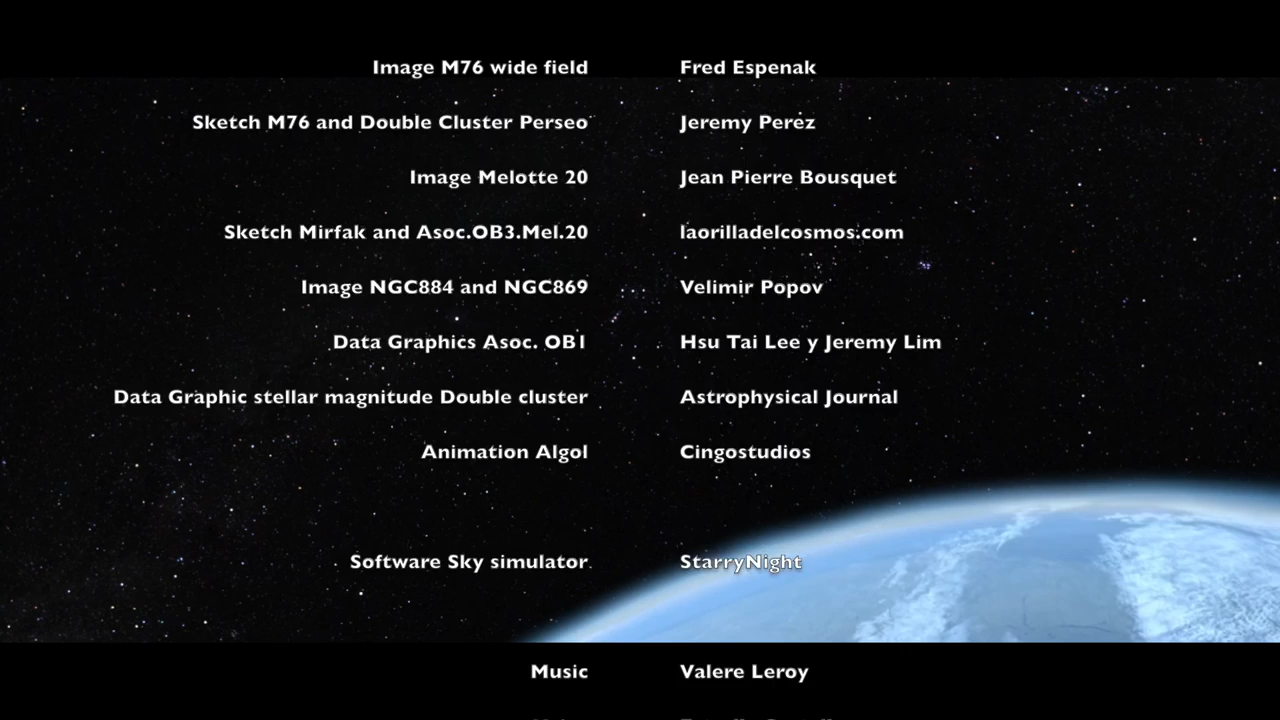 Image M76 wide field Fred Espenak
Sketch M76 and Double Cluster Perseo Jeremy Perez
Image Melotte 20 Jean Pierre Bousquet
Sketch Mirfak and Asoc.OB3.Mel.20 laorilladelcosmos.com
Image NGC884 and NGC869 Velimir Popov
Data Graphics Asoc. OB1 Hsu Tai Lee y Jeremy Lim
Data Graphic stellar magnitude Double cluster Astrophysical Journal
Animation Algol Cingostudios
Software Sky simulator StarryNight
Music Valere Leroy